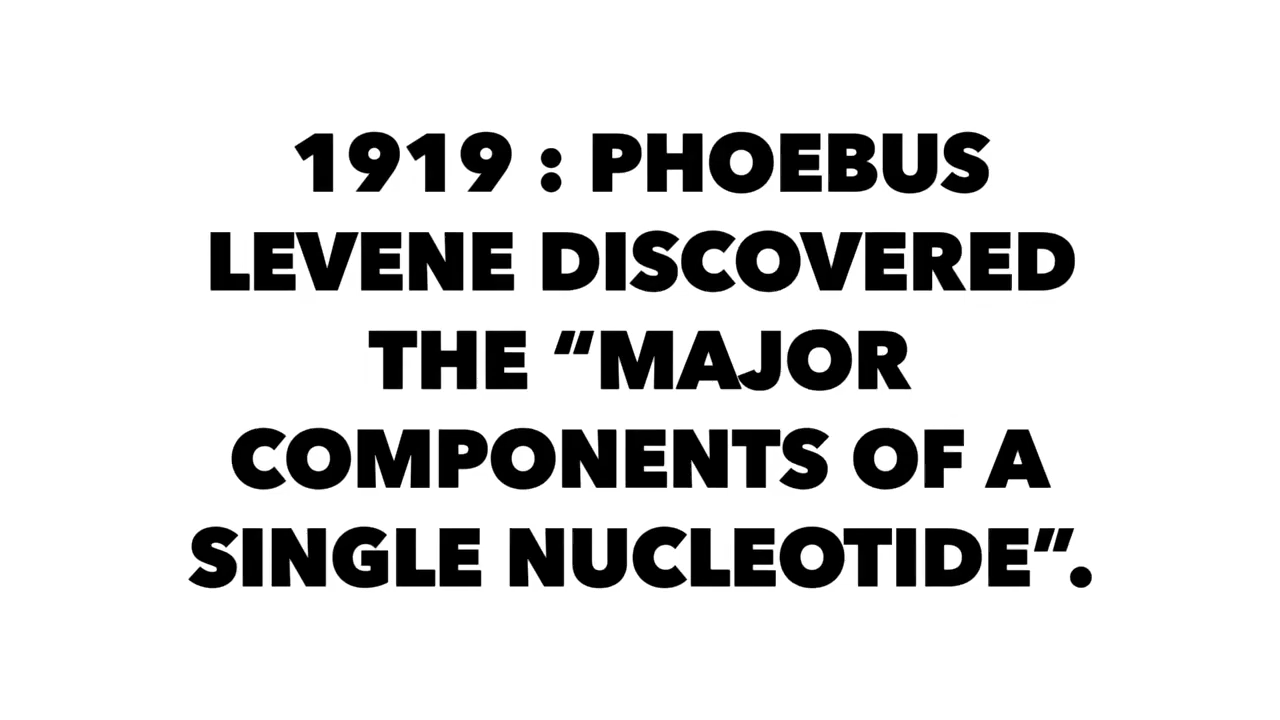 1919 : PHOEBUS
LEVENE DISCOVERED
THE “MAJOR
COMPONENTS OF A
SINGLE NUCLEOTIDE”.